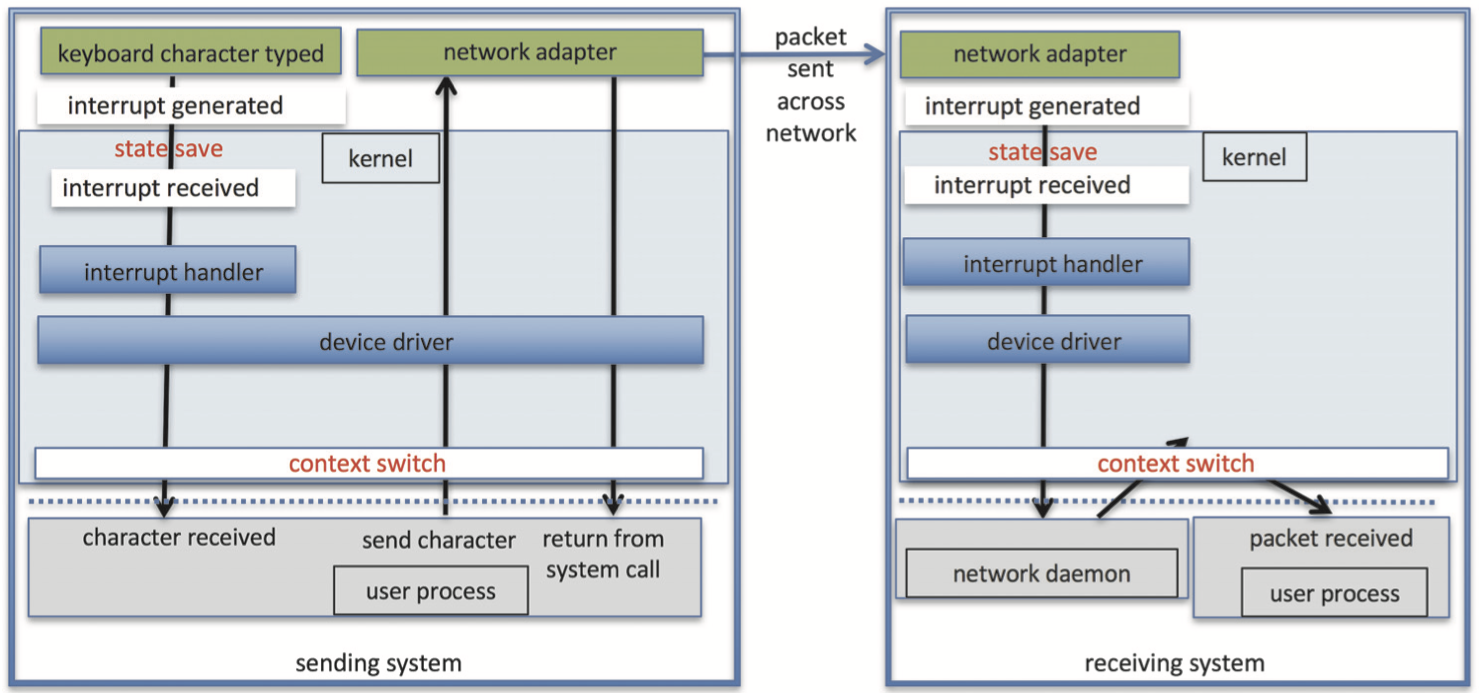 keyboard character typed
network adapter
interrupt generated
state save
kernel
interrupt received
interrupt handler
device driver
context switch
character received
send character
return from
system call
user process
sending system
packet
sent
across
network
network adapter
interrupt generated
state save
kernel
interrupt received
interrupt handler
device driver
context switch
network daemon
packet received
user process
receiving system